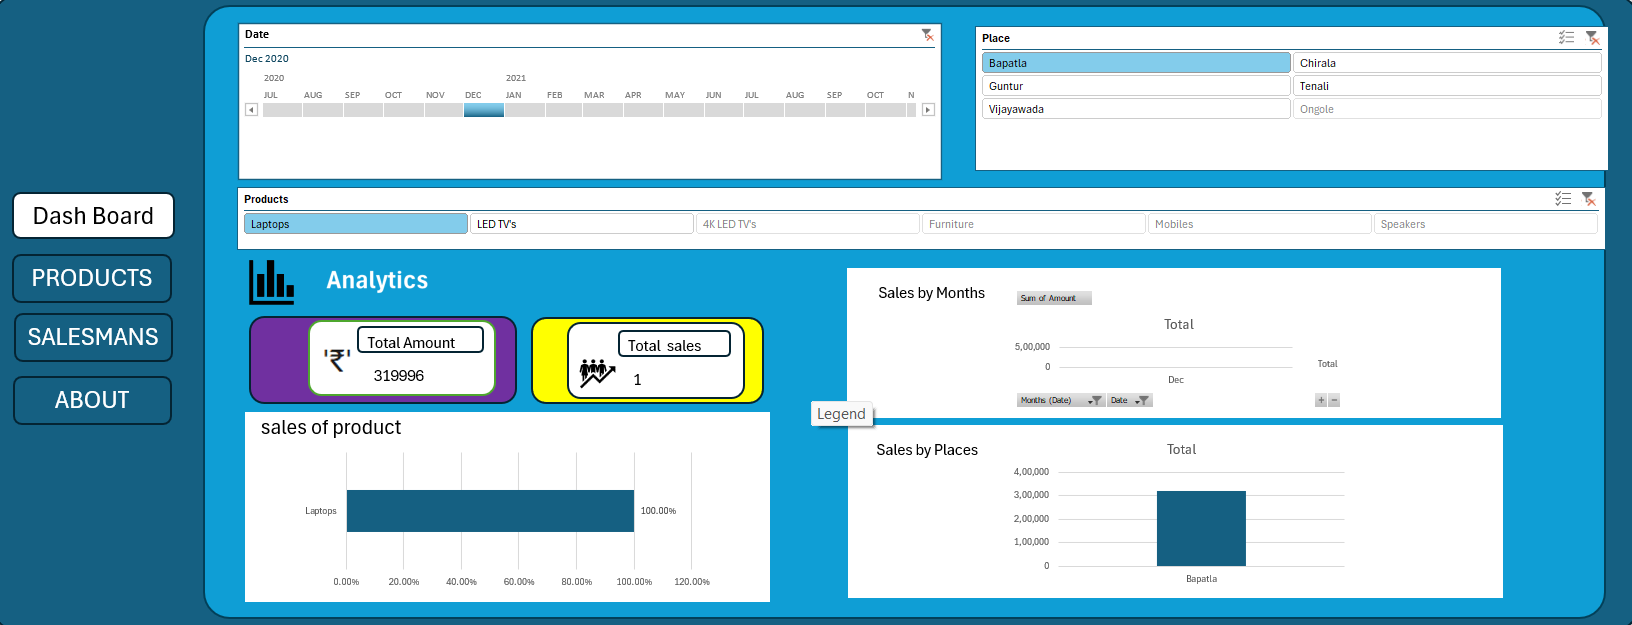 Dash Board
PRODUCTS
SALESMANS
ABOUT
Date
Dec 2020
2020 2021
JUL AUG SEP OCT NOV DEC JAN FEB MAR APR MAY JUN JUL AUG SEP OCT N
Place
Bapatla Chirala
Guntur Tenali
Vijayawada Ongole
Products
Laptops LED TV's 4K LED TV's Furniture Mobiles Speakers
Analytics
'₹' Total Amount
319996
Total sales
1
sales of product
Laptops 100.00%
0.00% 20.00% 40.00% 60.00% 80.00% 100.00% 120.00%
Sales by Months
Sum of Amount
Total
5,00,000
0
Dec
Total
Months (Date) Date
+ −
Legend
Sales by Places
Total
4,00,000
3,00,000
2,00,000
1,00,000
0
Bapatla